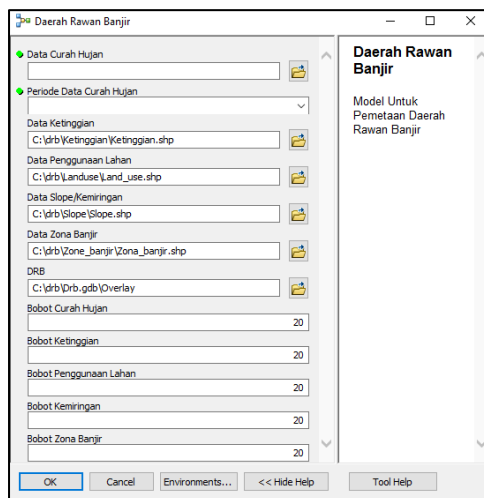 Daerah Rawan Banjir
Data Curah Hujan
Periode Data Curah Hujan
Data Ketinggian
C:\drb\Ketinggian\Ketinggian.shp
Data Penggunaan Lahan
C:\drb\Landuse\Land_use.shp
Data Slope/Kemiringan
C:\drb\Slope\Slope.shp
Data Zona Banjir
C:\drb\Zone_banjir\Zona_banjir.shp
DRB
C:\drb\Drb.gdb\Overlay
Bobot Curah Hujan
20
Bobot Ketinggian
20
Bobot Penggunaan Lahan
20
Bobot Kemiringan
20
Bobot Zona Banjir
20
Daerah Rawan
Banjir
Model Untuk
Pemetaan Daerah
Rawan Banjir
OK
Cancel
Environments...
<< Hide Help
Tool Help